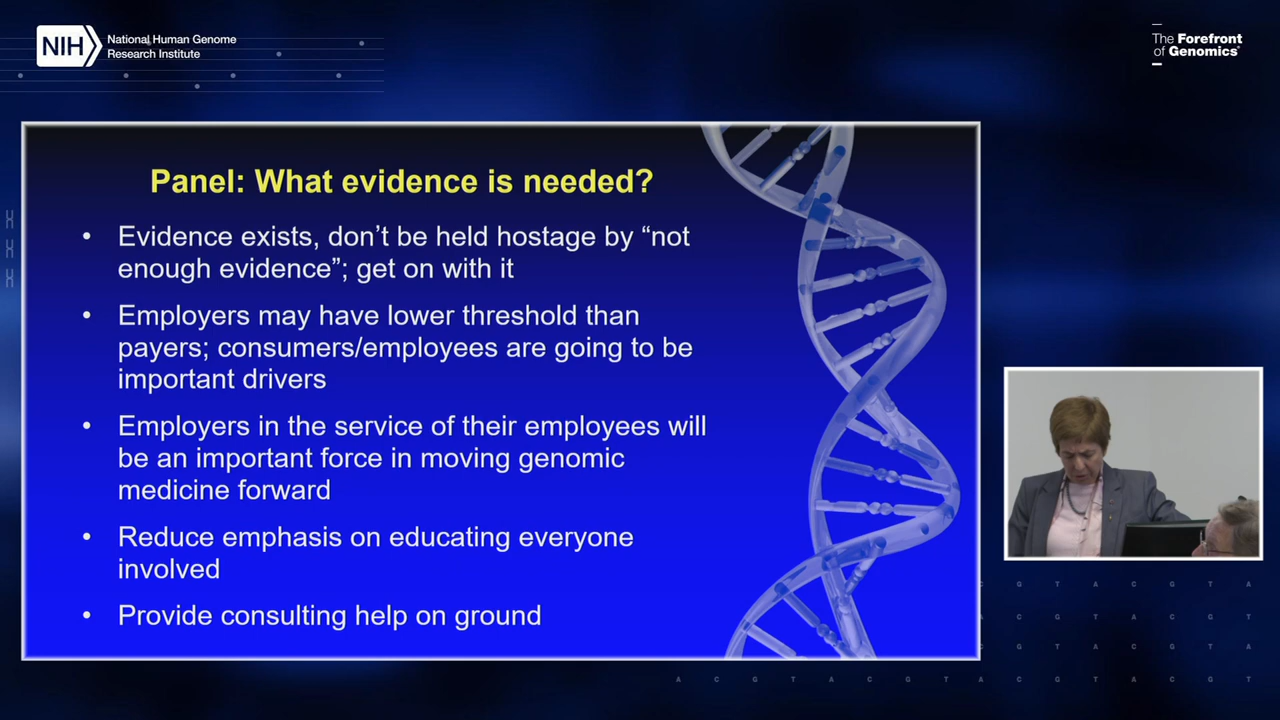 NIH
National Human Genome
Research Institute
The Forefront
of Genomics®
Panel: What evidence is needed?
• Evidence exists, don’t be held hostage by “not
enough evidence”; get on with it
• Employers may have lower threshold than
payers; consumers/employees are going to be
important drivers
• Employers in the service of their employees will
be an important force in moving genomic
medicine forward
• Reduce emphasis on educating everyone
involved
• Provide consulting help on ground
C G T A C G T A
C G T A C G T
G T A C G T A
A C G T A C G T A C G T A C G T